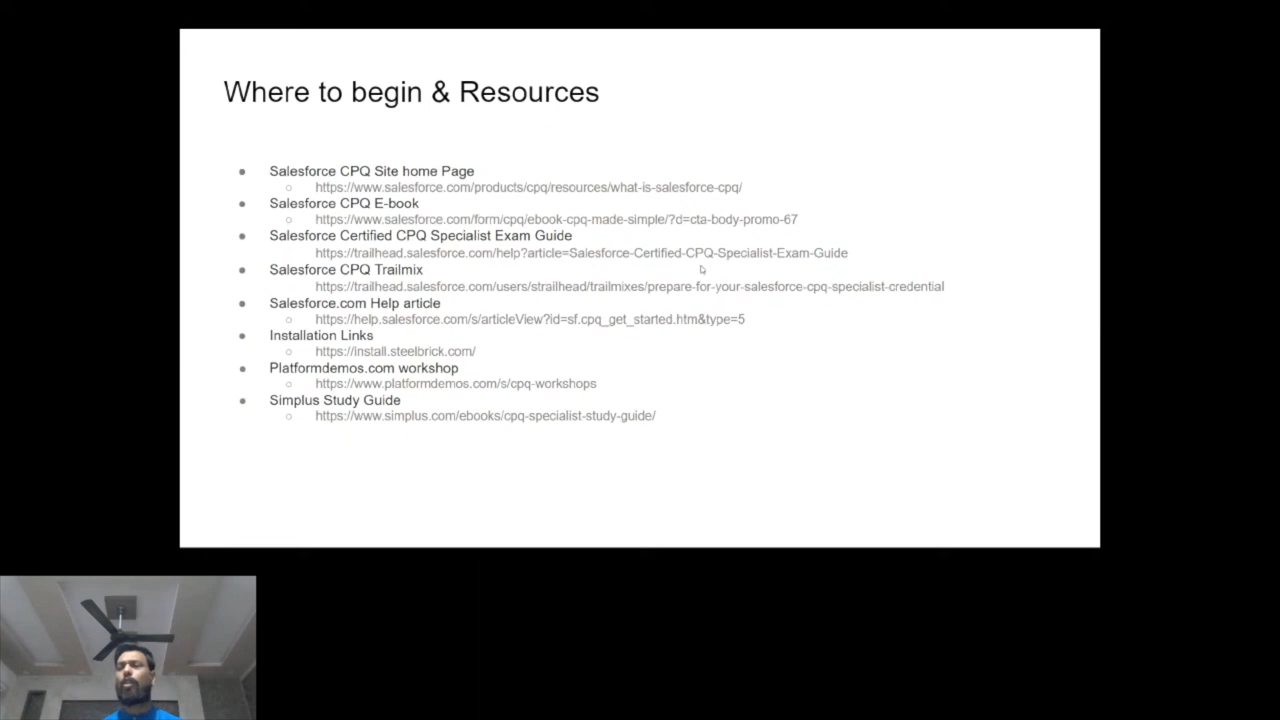 Where to begin & Resources
Salesforce CPQ Site home Page
https://www.salesforce.com/products/cpq/resources/what-is-salesforce-cpq/
Salesforce CPQ E-book
https://www.salesforce.com/form/cpq/ebook-cpq-made-simple/?d=cta-body-promo-67
Salesforce Certified CPQ Specialist Exam Guide
https://trailhead.salesforce.com/help?article=Salesforce-Certified-CPQ-Specialist-Exam-Guide
Salesforce CPQ Trailmix
https://trailhead.salesforce.com/users/strailhead/trailmixes/prepare-for-your-salesforce-cpq-specialist-credential
Salesforce.com Help article
https://help.salesforce.com/s/articleView?id=sf.cpq_get_started.htm&type=5
Installation Links
https://install.steelbrick.com/
Platformdemos.com workshop
https://www.platformdemos.com/s/cpq-workshops
Simplus Study Guide
https://www.simplus.com/ebooks/cpq-specialist-study-guide/